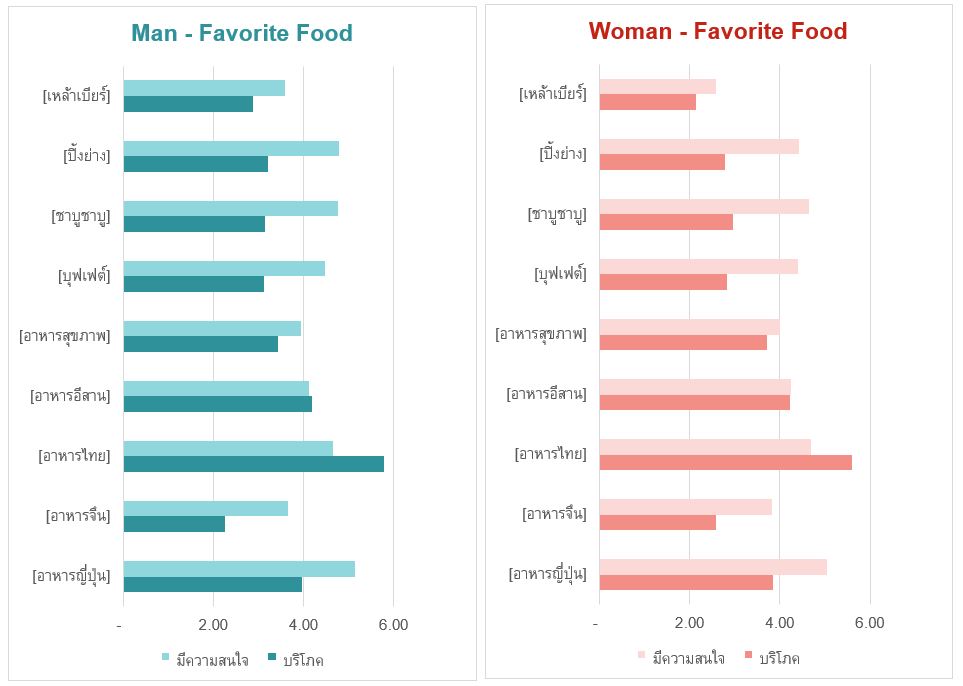 Man - Favorite Food
[เหล้าเบียร์]
[ปิ้งย่าง]
[ชาบูชาบู]
[บุฟเฟต์]
[อาหารสุขภาพ]
[อาหารอีสาน]
[อาหารไทย]
[อาหารจีน]
[อาหารญี่ปุ่น]
- 2.00 4.00 6.00
มีความสนใจ บริโภค
Woman - Favorite Food
[เหล้าเบียร์]
[ปิ้งย่าง]
[ชาบูชาบู]
[บุฟเฟต์]
[อาหารสุขภาพ]
[อาหารอีสาน]
[อาหารไทย]
[อาหารจีน]
[อาหารญี่ปุ่น]
- 2.00 4.00 6.00
มีความสนใจ บริโภค